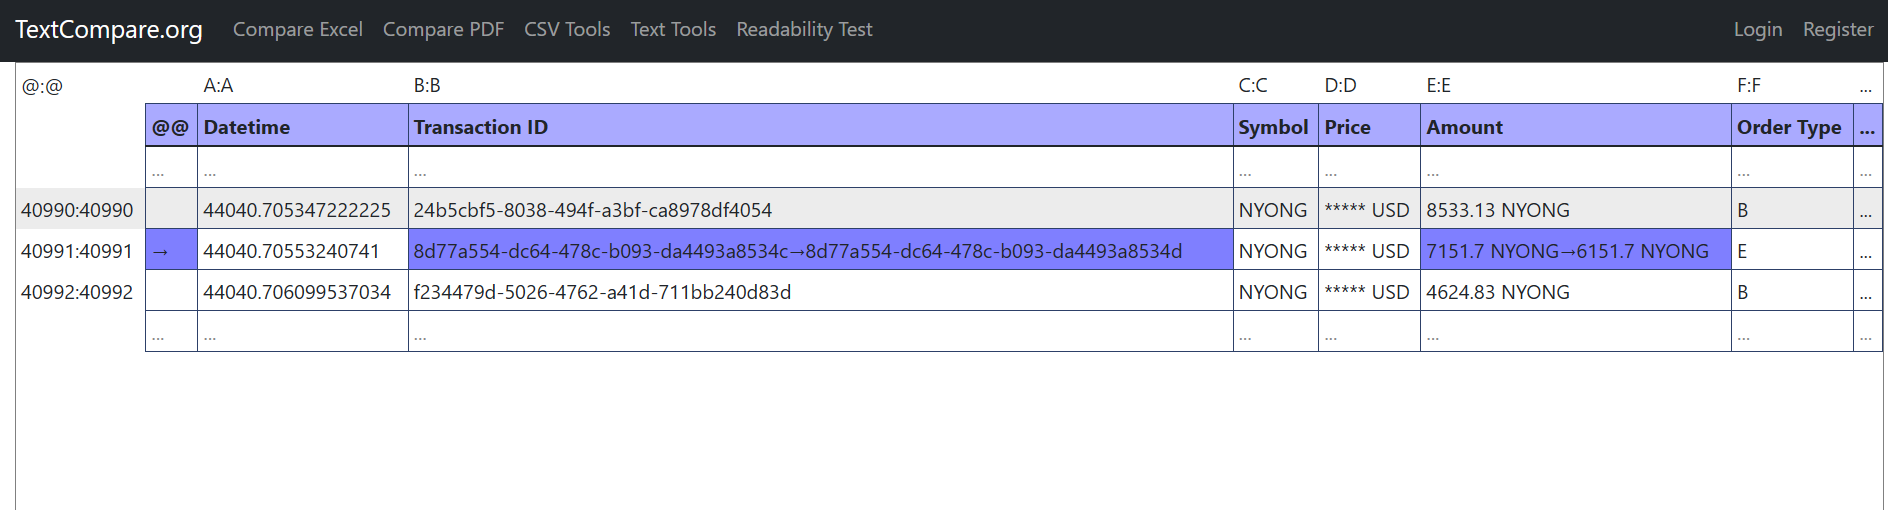 TextCompare.org Compare Excel Compare PDF CSV Tools Text Tools Readability Test Login Register
@:@ A:A B:B C:C D:D E:E F:F ...
@@ Datetime Transaction ID Symbol Price Amount Order Type ...
... ... ... ... ... ... ... ...
40990:40990 44040.705347222225 24b5cbf5-8038-494f-a3bf-ca8978df4054 NYONG ***** USD 8533.13 NYONG B ...
40991:40991 → 44040.70553240741 8d77a554-dc64-478c-b093-da4493a8534c→8d77a554-dc64-478c-b093-da4493a8534d NYONG ***** USD 7151.7 NYONG→6151.7 NYONG E ...
40992:40992 44040.706099537034 f234479d-5026-4762-a41d-711bb240d83d NYONG ***** USD 4624.83 NYONG B ...
... ... ... ... ... ... ... ...